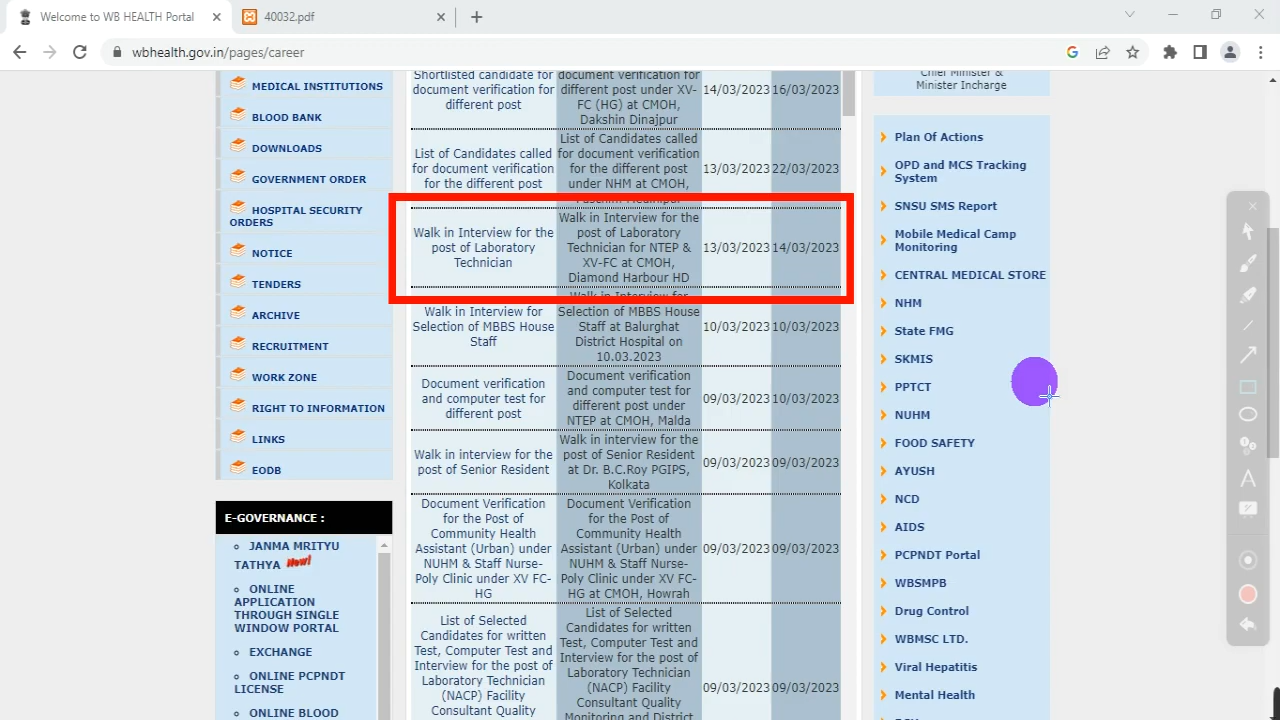 Welcome to WB HEALTH Portal
40032.pdf
wbhealth.gov.in/pages/career
MEDICAL INSTITUTIONS
BLOOD BANK
DOWNLOADS
GOVERNMENT ORDER
HOSPITAL SECURITY
ORDERS
NOTICE
TENDERS
ARCHIVE
RECRUITMENT
WORK ZONE
RIGHT TO INFORMATION
LINKS
EODB
E-GOVERNANCE :
JANMA MRITYU
TATHYA New!
ONLINE
APPLICATION
THROUGH SINGLE
WINDOW PORTAL
EXCHANGE
ONLINE PCPNDT
LICENSE
ONLINE BLOOD
Shortlisted candidate for
document verification for
different post
document verification for
different post under XV-
FC (HG) at CMOH,
Dakshin Dinajpur
14/03/2023
16/03/2023
List of Candidates called
for document verification
for the different post
List of Candidates called
for document verification
for the different post
under NHM at CMOH,
Paschim Medinipur
13/03/2023
22/03/2023
Walk in Interview for the
post of Laboratory
Technician
Walk in Interview for the
post of Laboratory
Technician for NTEP &
XV-FC at CMOH,
Diamond Harbour HD
13/03/2023
14/03/2023
Walk in Interview for
Selection of MBBS House
Staff
Walk in Interview for
Selection of MBBS House
Staff at Balurghat
District Hospital on
10.03.2023
10/03/2023
10/03/2023
Document verification
and computer test for
different post
Document verification
and computer test for
different post under
NTEP at CMOH, Malda
09/03/2023
10/03/2023
Walk in interview for the
post of Senior Resident
Walk in interview for the
post of Senior Resident
at Dr. B.C.Roy PGIPS,
Kolkata
09/03/2023
09/03/2023
Document Verification
for the Post of
Community Health
Assistant (Urban) under
NUHM & Staff Nurse-
Poly Clinic under XV FC-
HG
Document Verification
for the Post of
Community Health
Assistant (Urban) under
NUHM & Staff Nurse-
Poly Clinic under XV FC-
HG at CMOH, Howrah
09/03/2023
09/03/2023
List of Selected
Candidates for written
Test, Computer Test and
Interview for the post of
Laboratory Technician
(NACP) Facility
Consultant Quality
List of Selected
Candidates for written
Test, Computer Test and
Interview for the post of
Laboratory Technician
(NACP) Facility
Consultant Quality
Monitoring and District
09/03/2023
09/03/2023
Chief Minister &
Minister Incharge
Plan Of Actions
OPD and MCS Tracking
System
SNSU SMS Report
Mobile Medical Camp
Monitoring
CENTRAL MEDICAL STORE
NHM
State FMG
SKMIS
PPTCT
NUHM
FOOD SAFETY
AYUSH
NCD
AIDS
PCPNDT Portal
WBSMPB
Drug Control
WBMSC LTD.
Viral Hepatitis
Mental Health